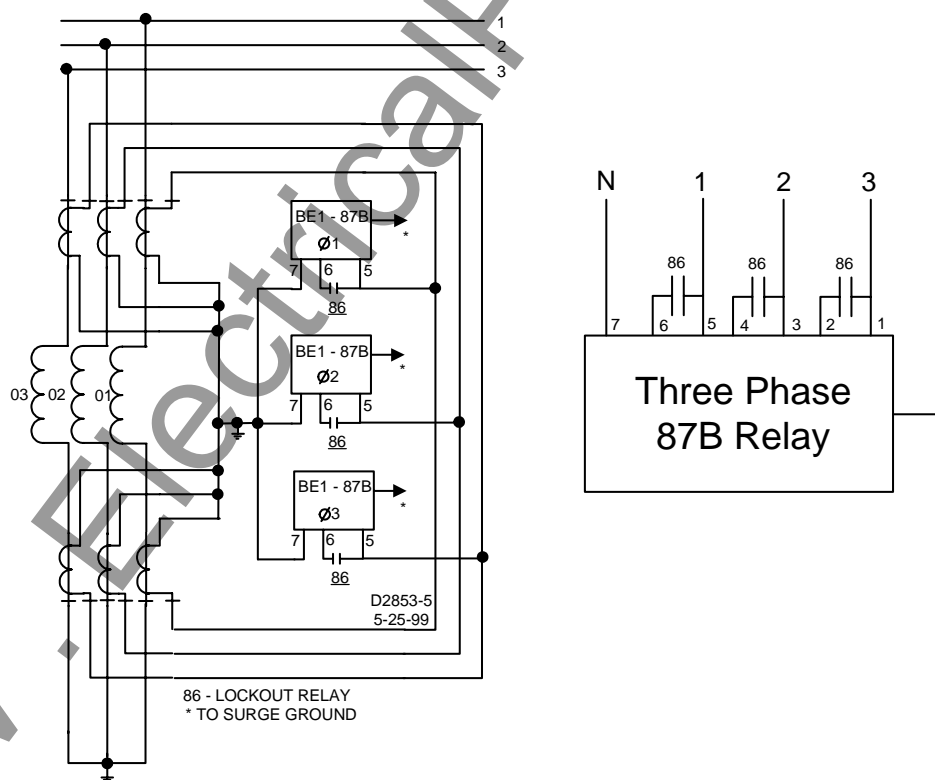 1
2
3
BE1 - 87B
Ø1
*
7 6 5
86
BE1 - 87B
Ø2
*
7 6 5
86
BE1 - 87B
Ø3
*
7 6 5
86
03 02 01
D2853-5
5-25-99
86 - LOCKOUT RELAY
* TO SURGE GROUND
N 1 2 3
86 86 86
7 6 5 4 3 2 1
Three Phase
87B Relay
. Electrical